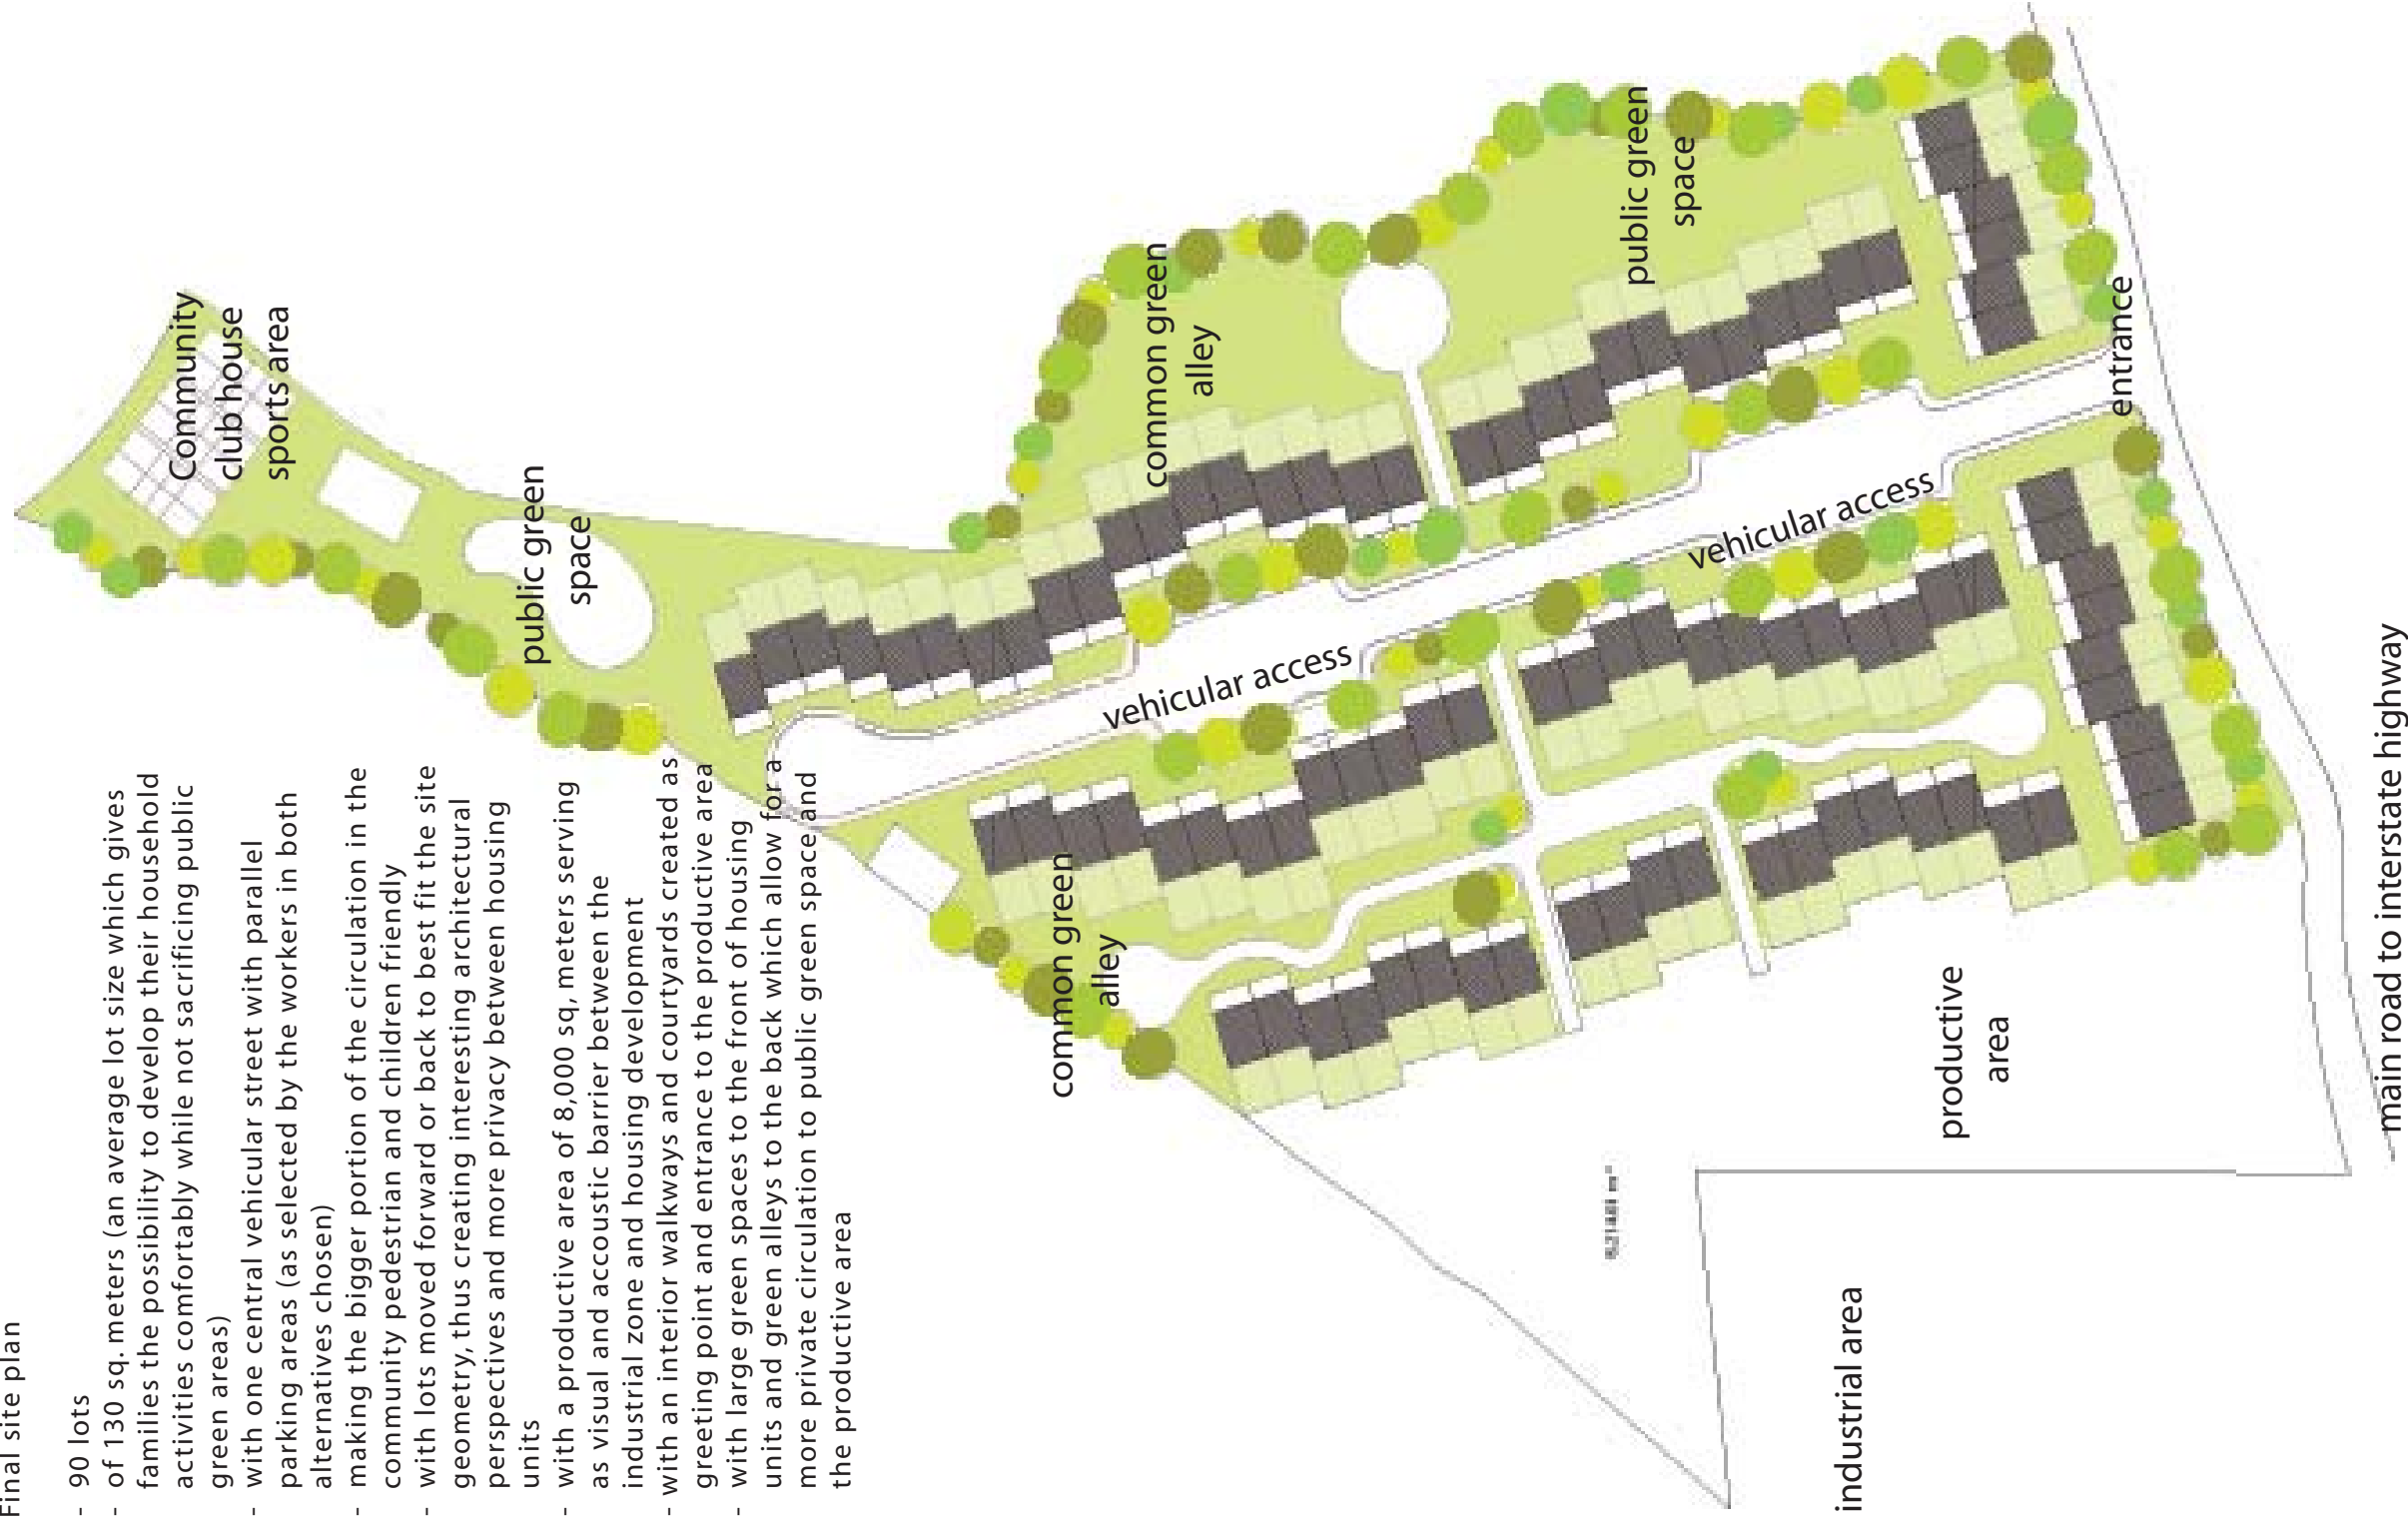 Final site plan
- 90 lots
- of 130 sq. meters (an average lot size which gives
families the possibility to develop their household
activities comfortably while not sacrificing public
green areas)
- with one central vehicular street with parallel
parking areas (as selected by the workers in both
alternatives chosen)
- making the bigger portion of the circulation in the
community pedestrian and children friendly
- with lots moved forward or back to best fit the site
geometry, thus creating interesting architectural
perspectives and more privacy between housing
units
- with a productive area of 8,000 sq, meters serving
as visual and accoustic barrier between the
industrial zone and housing development
- with an interior walkways and courtyards created as
greeting point and entrance to the productive area
- with large green spaces to the front of housing
units and green alleys to the back which allow for a
more private circulation to public green space and
the productive area
Community
club house
sports area
public green
space
common green
alley
public green
space
vehicular access
vehicular access
entrance
common green
alley
productive
area
industrial area
main road to interstate highway